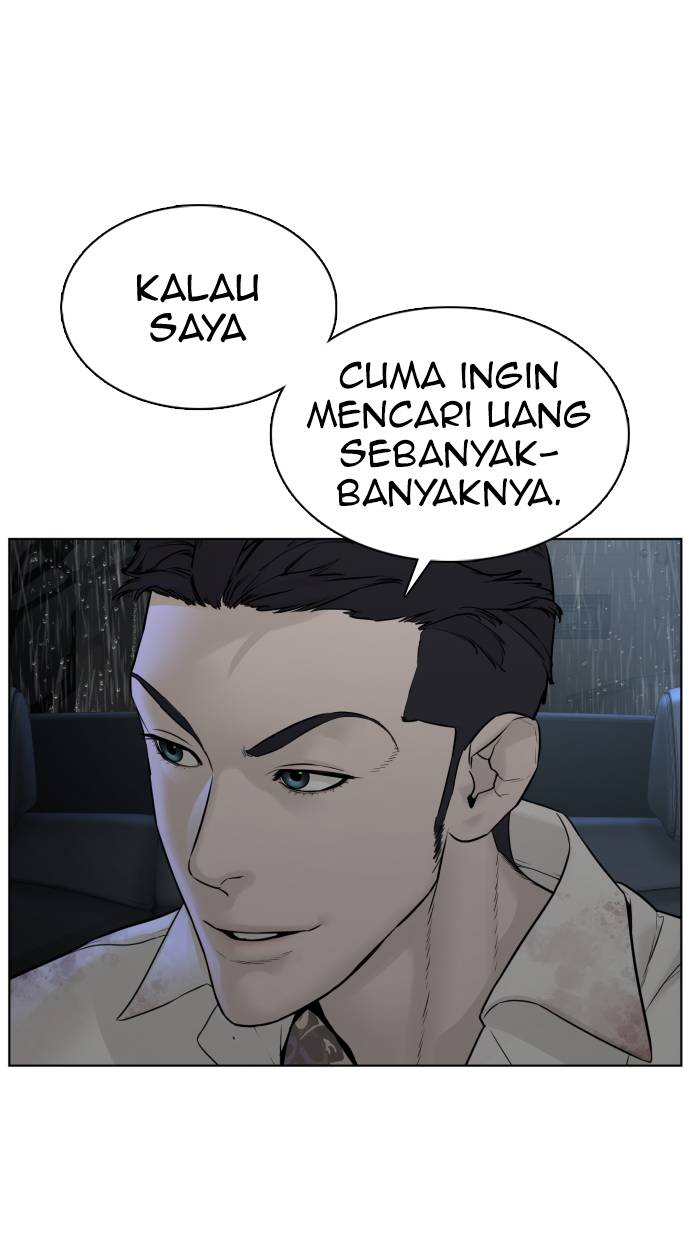 KALAU
SAYA
CUMA INGIN
MENCARI UANG
SEBANYAK-
BANYAKNYA.